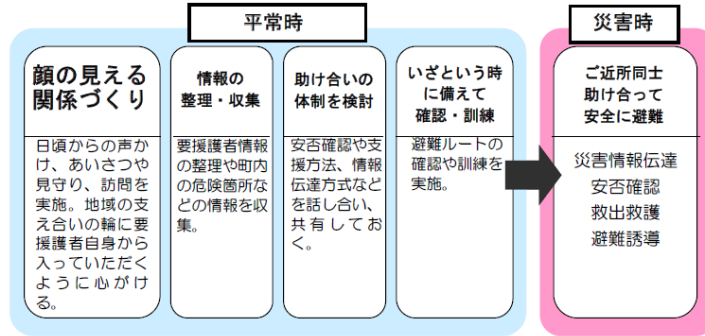 平常時
顔の見える
関係づくり
日頃からの声か
け、あいさつや
見守り、訪問を
実施。地域の支
え合いの輪に要
援護者自身から
入っていただく
ように心がけ
る。
情報の
整理・収集
要援護者情報
の整理や町内
の危険箇所な
どの情報を収
集。
助け合いの
体制を検討
安否確認や支
援方法、情報
伝達方式など
を話し合い、
共有してお
く。
いざという時
に備えて
確認・訓練
避難ルートの
確認や訓練を
実施。
災害時
ご近所同士
助け合って
安全に避難
災害情報伝達
安否確認
救出救護
避難誘導